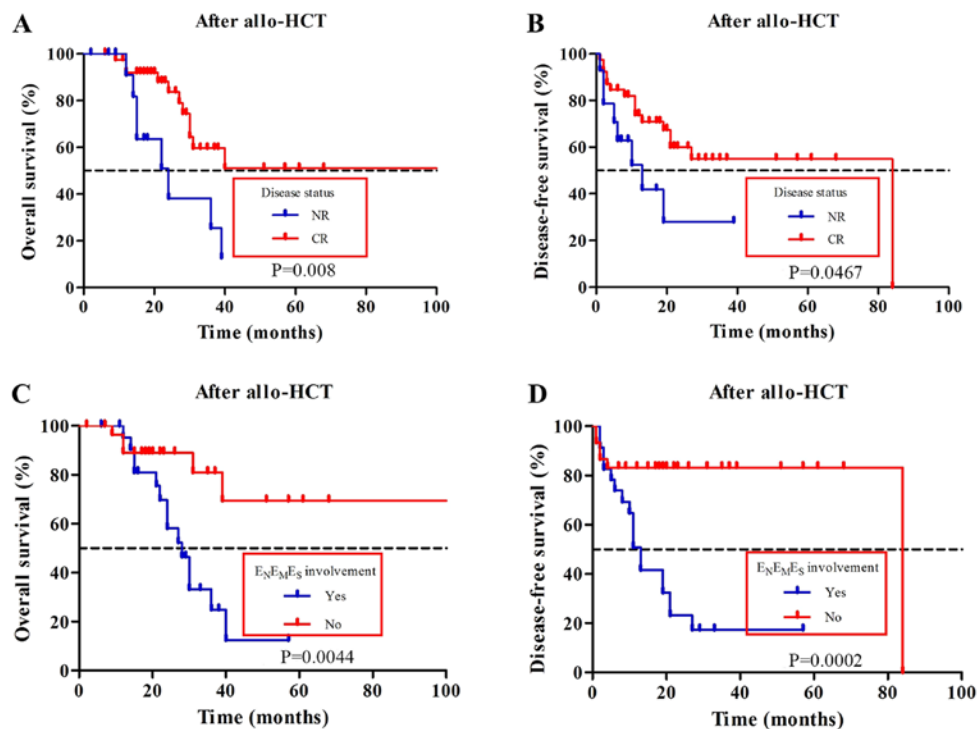 A
After allo-HCT
Overall survival (%)
100
80
60
40
20
0
Disease status
NR
CR
P=0.008
0 20 40 60 80 100
Time (months)
B
After allo-HCT
Disease-free survival (%)
100
80
60
40
20
0
Disease status
NR
CR
P=0.0467
0 20 40 60 80 100
Time (months)
C
After allo-HCT
Overall survival (%)
100
80
60
40
20
0
ENEMES involvement
Yes
No
P=0.0044
0 20 40 60 80 100
Time (months)
D
After allo-HCT
Disease-free survival (%)
100
80
60
40
20
0
ENEMES involvement
Yes
No
P=0.0002
0 20 40 60 80 100
Time (months)